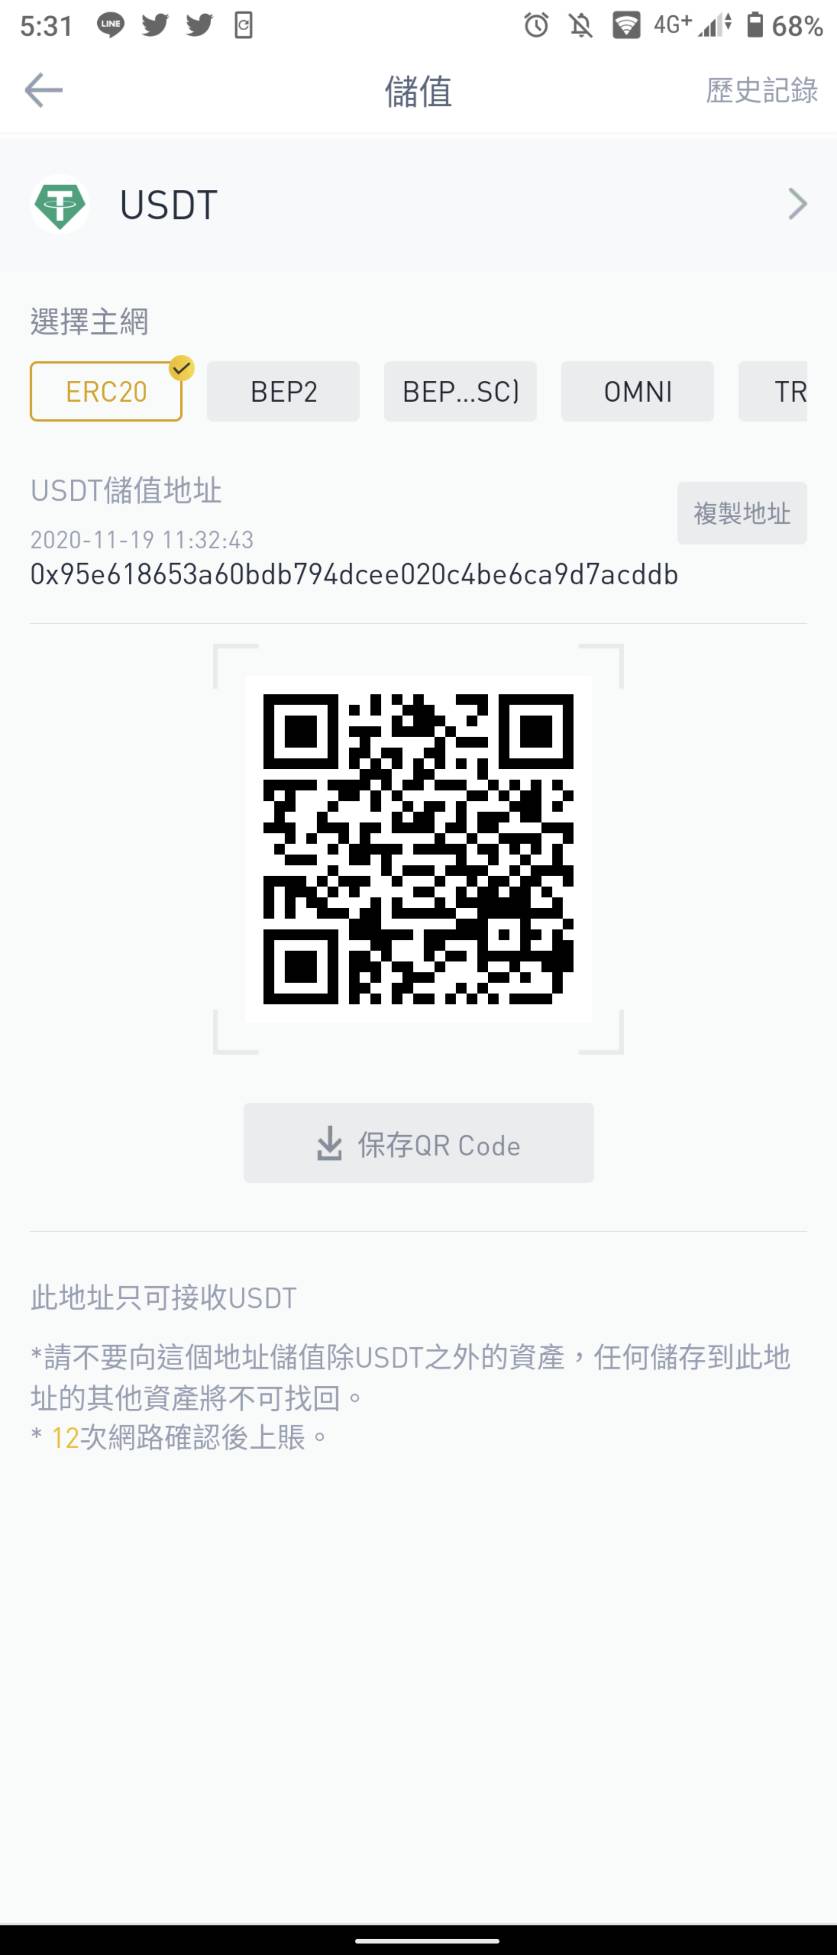 5:31 LINE 4G+ 68%
儲值 歷史記錄
USDT
選擇主網
ERC20 BEP2 BEP...SC) OMNI TR
USDT儲值地址
複製地址
2020-11-19 11:32:43
0x95e618653a60bdb794dcee020c4be6ca9d7acddb
保存QR Code
此地址只可接收USDT
*請不要向這個地址儲值除USDT之外的資產，任何儲存到此地
址的其他資產將不可找回。
* 12次網路確認後上賬。